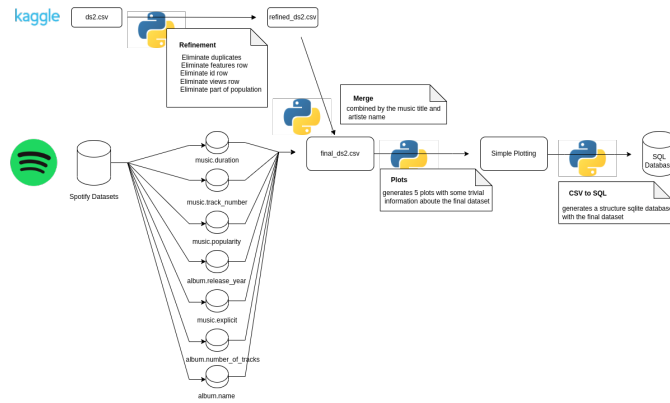 kaggle
ds2.csv
refined_ds2.csv
Refinement
Eliminate duplicates
Eliminate features row
Eliminate id row
Eliminate views row
Eliminate part of population
Merge
combined by the music title and
artiste name
Spotify Datasets
music.duration
music.track_number
music.popularity
album.release_year
music.explicit
album.number_of_tracks
album.name
final_ds2.csv
Plots
generates 5 plots with some trivial
information aboute the final dataset
Simple Plotting
CSV to SQL
generates a structure sqlite database
with the final dataset
SQL
Database